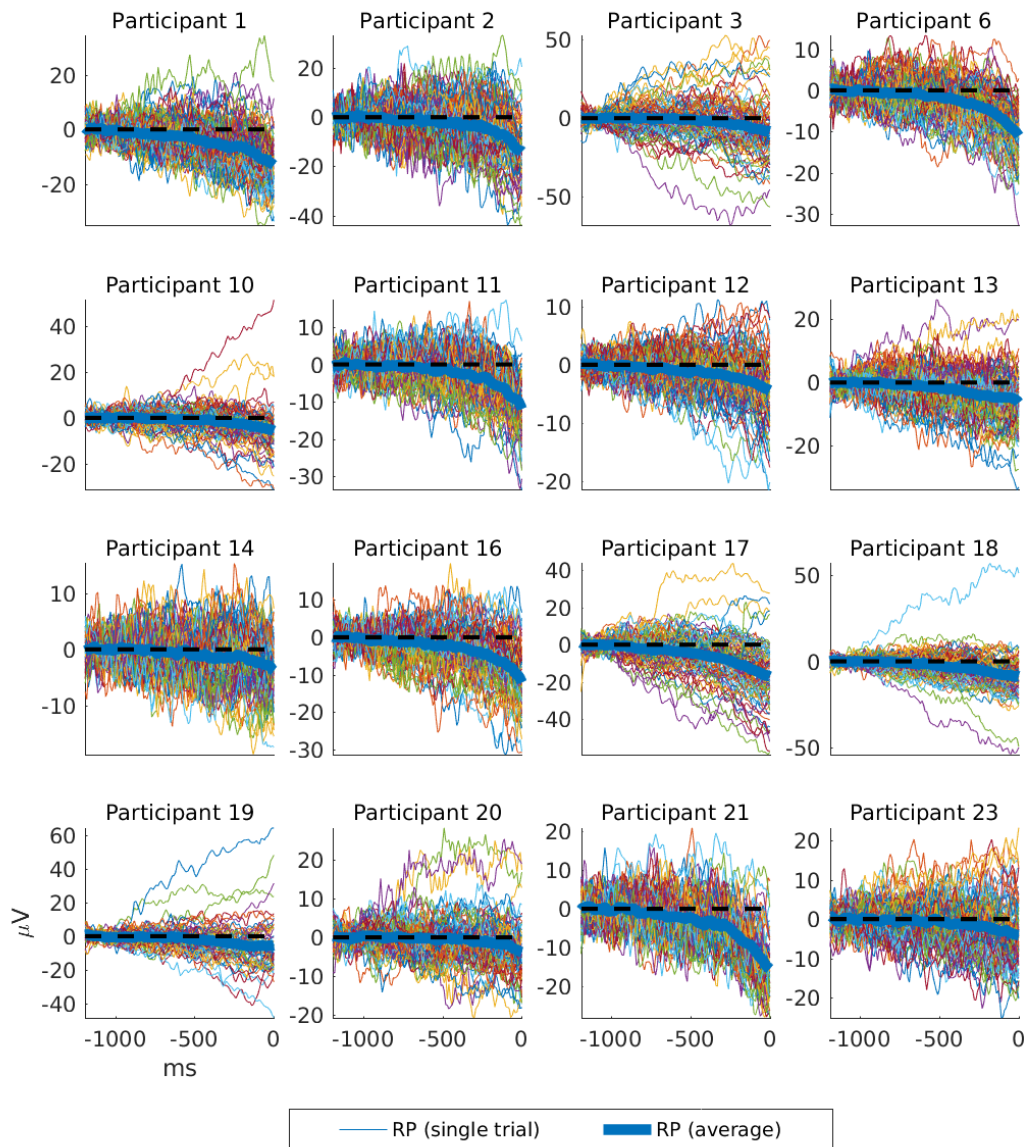 Participant 1 Participant 2 Participant 3 Participant 6
20 0 -20
20 0 -20 -40
50 0 -50
10 0 -10 -20 -30
Participant 10 Participant 11 Participant 12 Participant 13
40 20 0 -20
10 0 -10 -20 -30
10 0 -10 -20
20 0 -20
Participant 14 Participant 16 Participant 17 Participant 18
10 0 -10
10 0 -10 -20 -30
40 20 0 -20 -40
50 0 -50
Participant 19 Participant 20 Participant 21 Participant 23
60 40 20 0 -20 -40
20 0 -20
20 10 0 -10 -20
20 10 0 -10 -20
μV
-1000 -500 0 -1000 -500 0 -1000 -500 0 -1000 -500 0
ms
RP (single trial) RP (average)